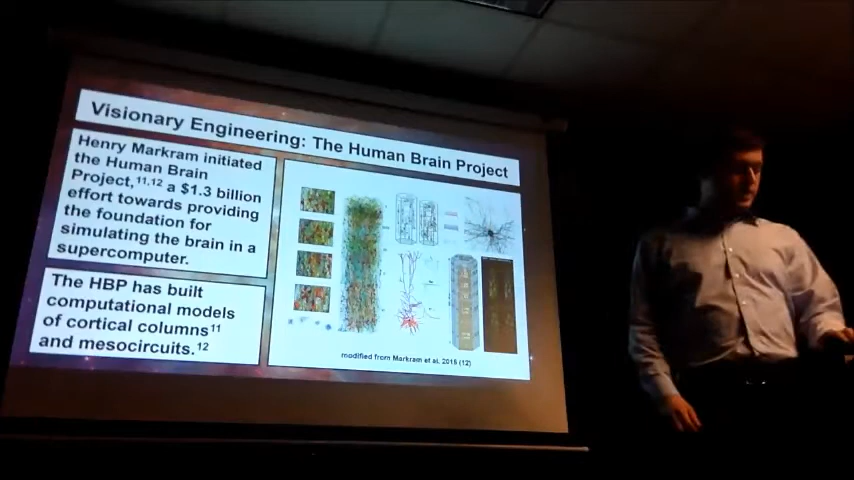 Visionary Engineering: The Human Brain Project
Henry Markram initiated
the Human Brain
Project,11,12 a $1.3 billion
effort towards providing
the foundation for
simulating the brain in a
supercomputer.
The HBP has built
computational models
of cortical columns11
and mesocircuits.12
modified from Markram et al. 2015 (12)